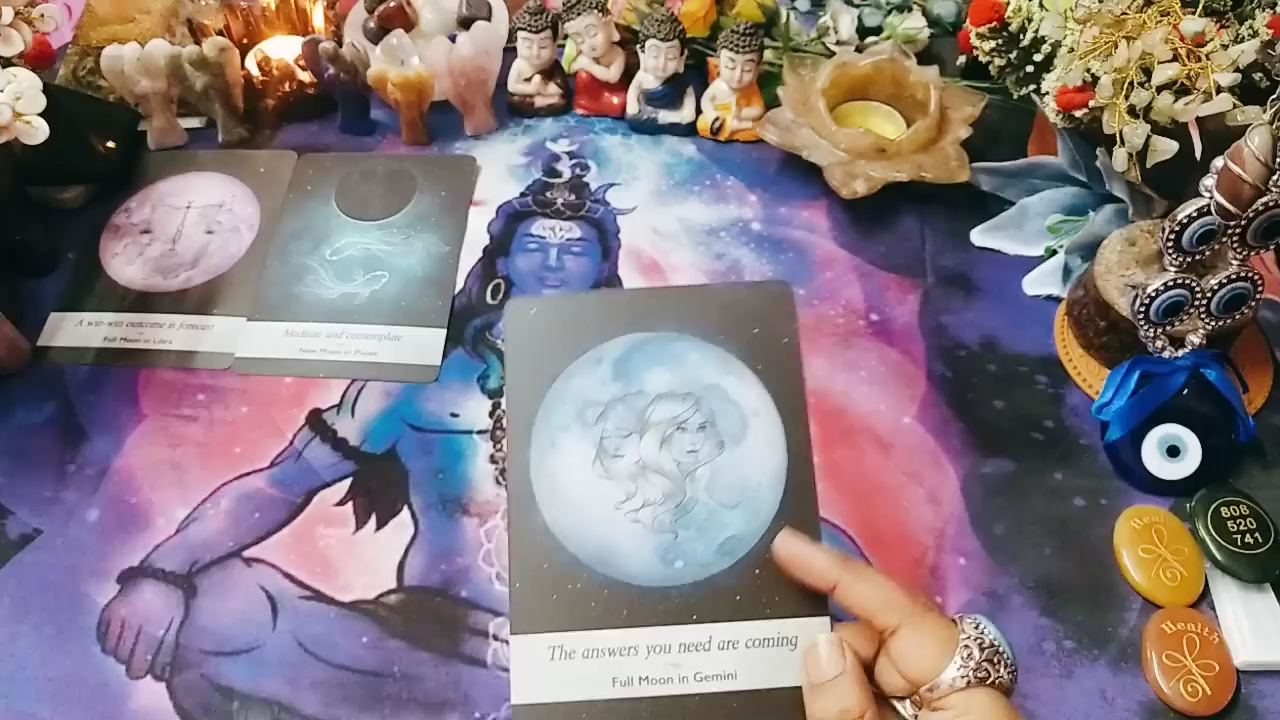 A win-win outcome is forecast
Full Moon in Libra
Meditate and contemplate
New Moon in Pisces
The answers you need are coming
Full Moon in Gemini
808
520
741
Heal
Health